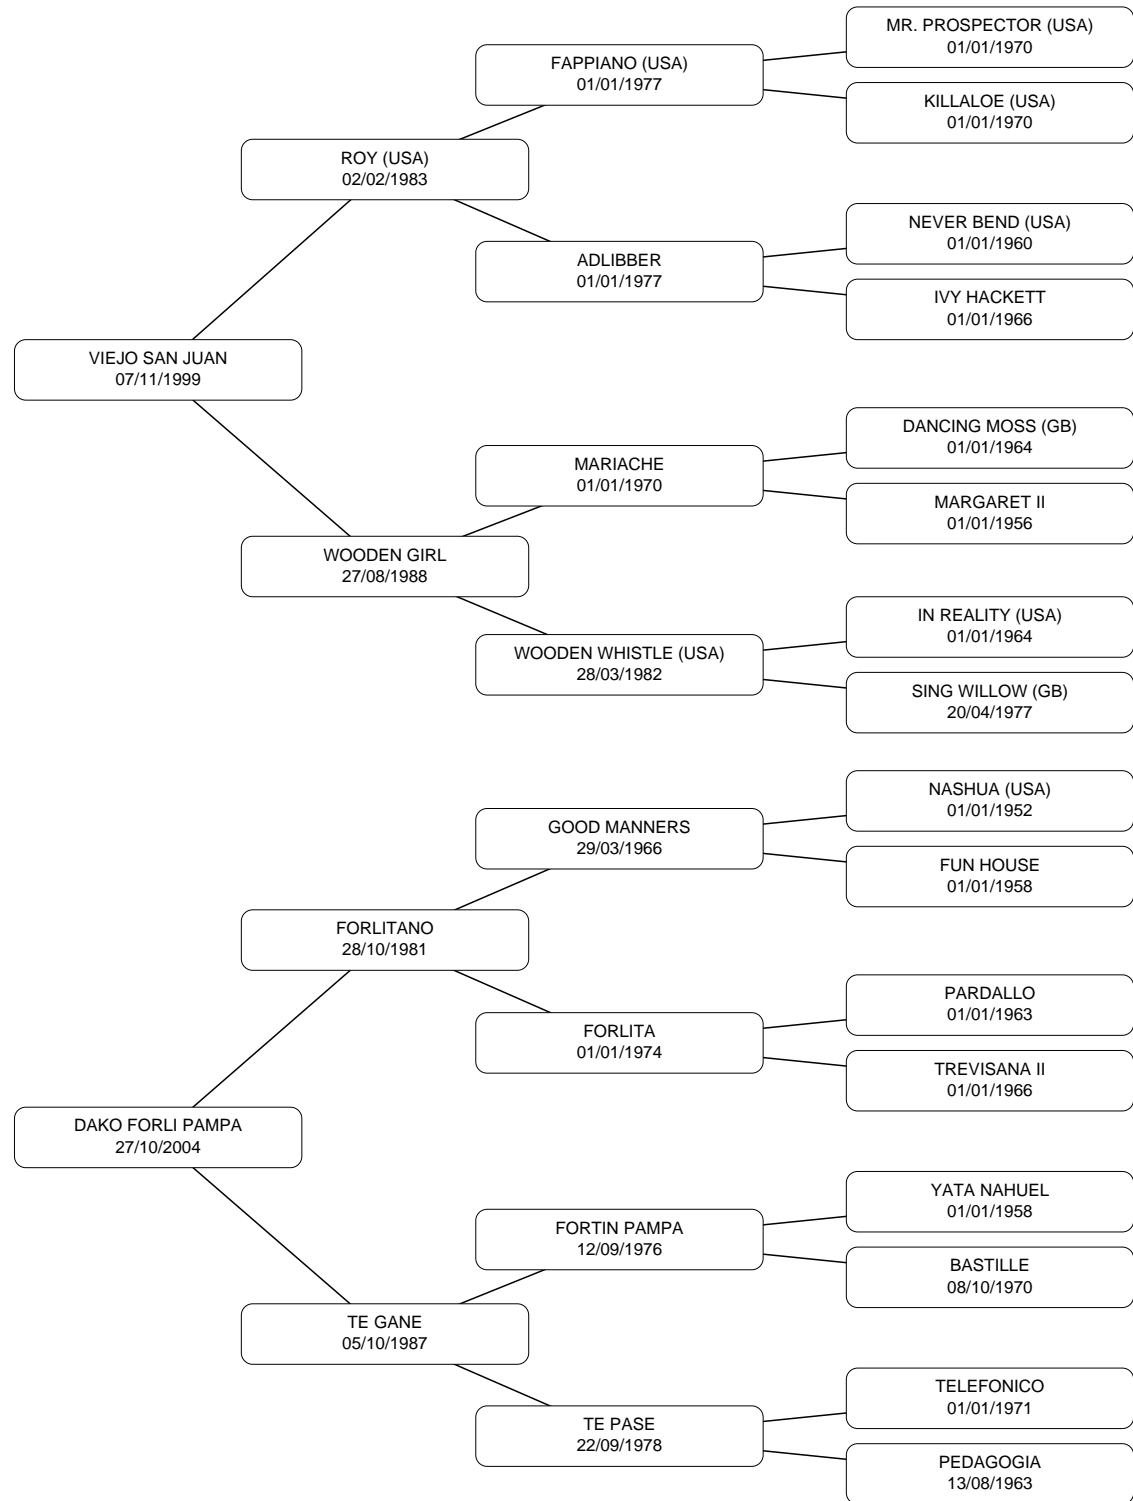 MR. PROSPECTOR (USA)
01/01/1970
FAPPIANO (USA)
01/01/1977
KILLALOE (USA)
01/01/1970
ROY (USA)
02/02/1983
NEVER BEND (USA)
01/01/1960
ADLIBBER
01/01/1977
IVY HACKETT
01/01/1966
VIEJO SAN JUAN
07/11/1999
DANCING MOSS (GB)
01/01/1964
MARIACHE
01/01/1970
MARGARET II
01/01/1956
WOODEN GIRL
27/08/1988
IN REALITY (USA)
01/01/1964
WOODEN WHISTLE (USA)
28/03/1982
SING WILLOW (GB)
20/04/1977
NASHUA (USA)
01/01/1952
GOOD MANNERS
29/03/1966
FUN HOUSE
01/01/1958
FORLITANO
28/10/1981
PARDALLO
01/01/1963
FORLITA
01/01/1974
TREVISANA II
01/01/1966
DAKO FORLI PAMPA
27/10/2004
YATA NAHUEL
01/01/1958
FORTIN PAMPA
12/09/1976
BASTILLE
08/10/1970
TE GANE
05/10/1987
TELEFONICO
01/01/1971
TE PASE
22/09/1978
PEDAGOGIA
13/08/1963